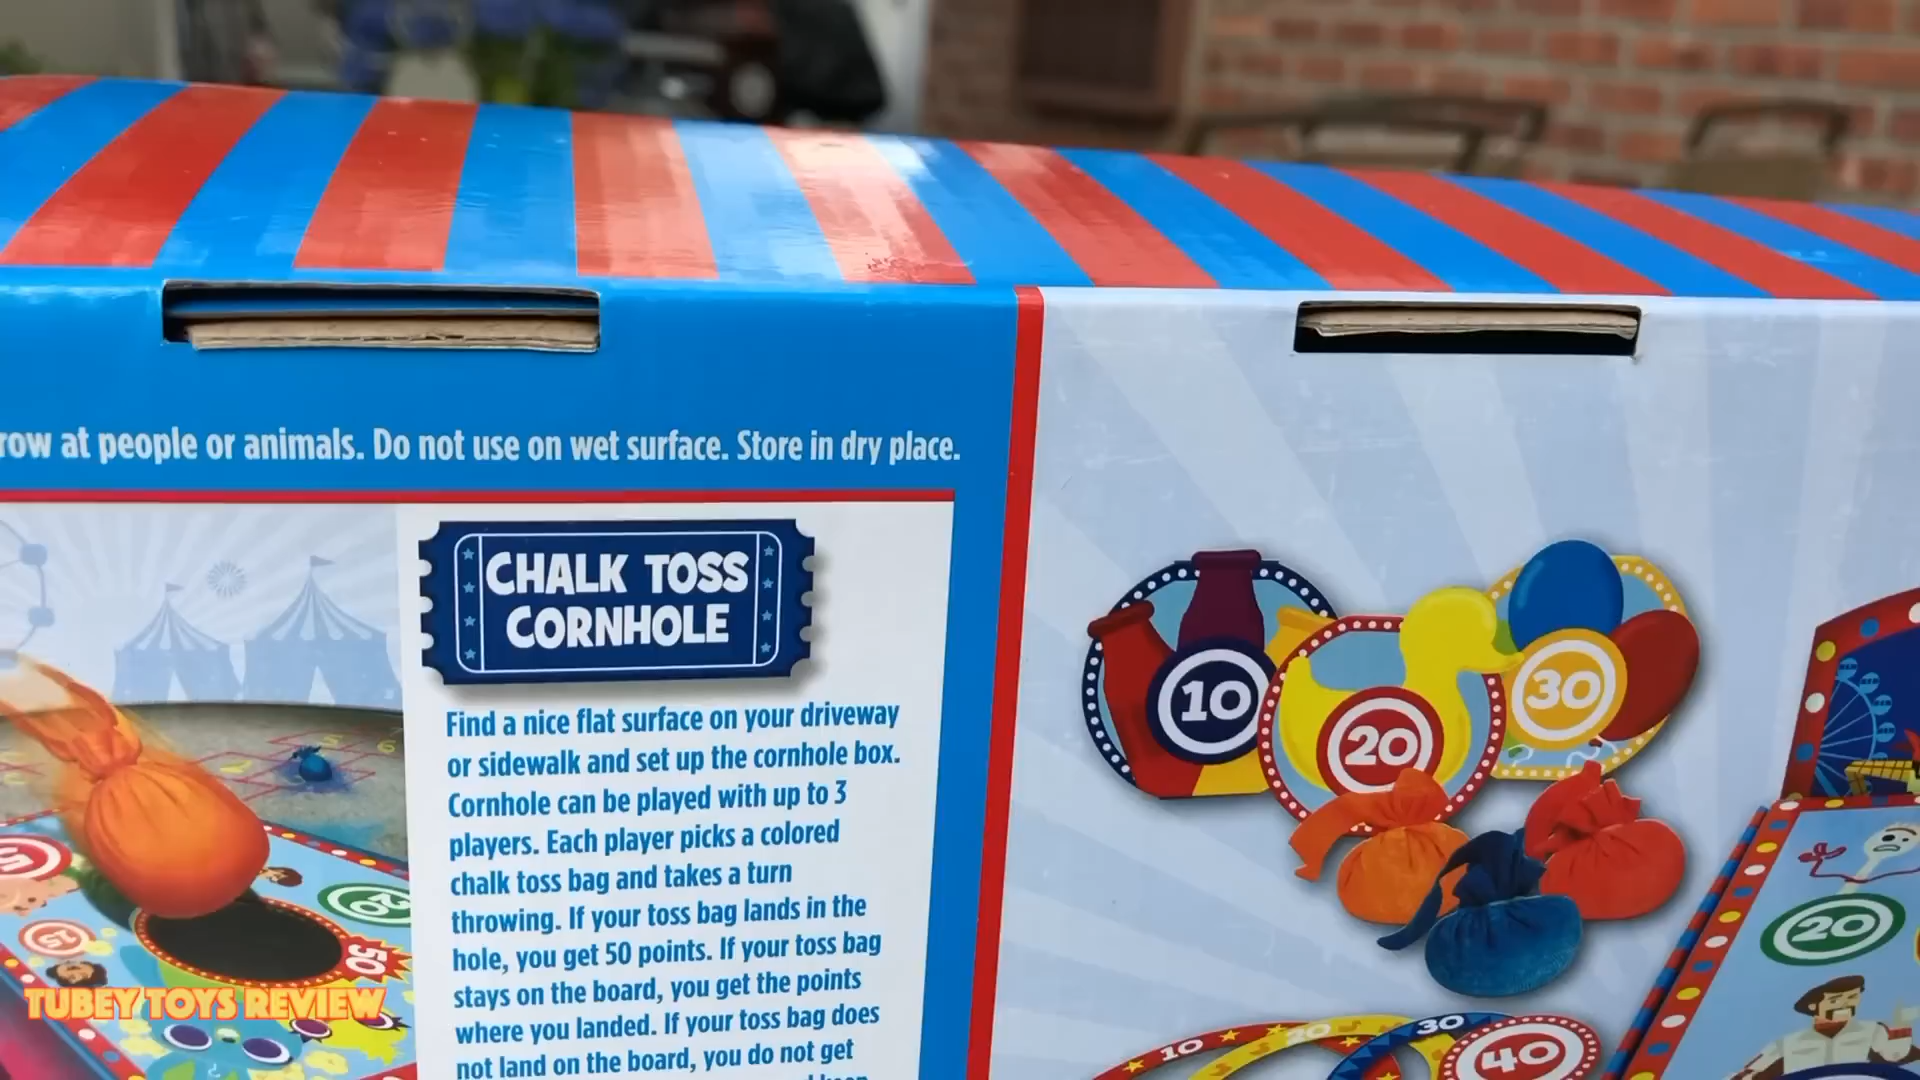 row at people or animals. Do not use on wet surface. Store in dry place.
CHALK TOSS
CORNHOLE
Find a nice flat surface on your driveway
or sidewalk and set up the cornhole box.
Cornhole can be played with up to 3
players. Each player picks a colored
chalk toss bag and takes a turn
throwing. If your toss bag lands in the
hole, you get 50 points. If your toss bag
stays on the board, you get the points
where you landed. If your toss bag does
not land on the board, you do not get
20
15
50
10
20
30
20
10
20
30
40
TUBEY TOYS REVIEW